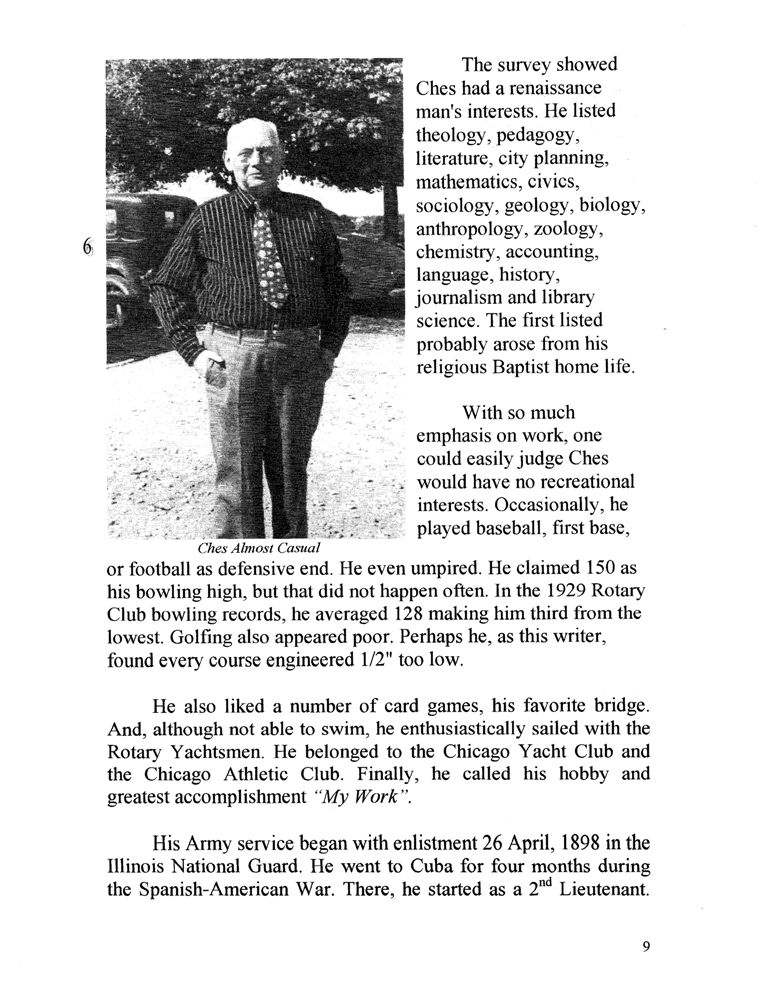 The survey showed
Ches had a renaissance
man's interests. He listed
theology, pedagogy,
literature, city planning,
mathematics, civics,
sociology, geology, biology,
anthropology, zoology,
chemistry, accounting,
language, history,
journalism and library
science. The first listed
probably arose from his
religious Baptist home life.
With so much
emphasis on work, one
could easily judge Ches
would have no recreational
interests. Occasionally, he
played baseball, first base,
6
Ches Almost Casual
or football as defensive end. He even umpired. He claimed 150 as
his bowling high, but that did not happen often. In the 1929 Rotary
Club bowling records, he averaged 128 making him third from the
lowest. Golfing also appeared poor. Perhaps he, as this writer,
found every course engineered 1/2" too low.
He also liked a number of card games, his favorite bridge.
And, although not able to swim, he enthusiastically sailed with the
Rotary Yachtsmen. He belonged to the Chicago Yacht Club and
the Chicago Athletic Club. Finally, he called his hobby and
greatest accomplishment “My Work”.
His Army service began with enlistment 26 April, 1898 in the
Illinois National Guard. He went to Cuba for four months during
the Spanish-American War. There, he started as a 2nd Lieutenant.
9